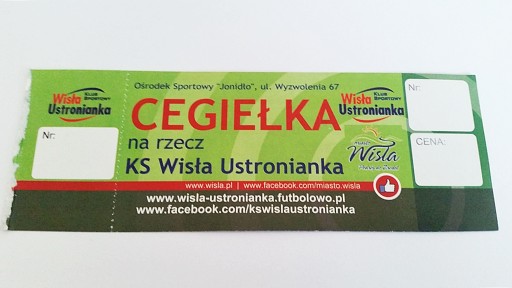 Wisła KLUB SPORTOWY
Ustronianka
Nr:
Ośrodek Sportowy "Jonidło", ul. Wyzwolenia 67
CEGIEŁKA
na rzecz
KS Wisła Ustronianka
Wisła KLUB SPORTOWY
Ustronianka
Wisła
Nr:
CENA:
www.wisla.pl | www.facebook.com/miasto.wisla
www.wisla-ustronianka.futbolowo.pl
www.facebook.com/kswislaustronianka